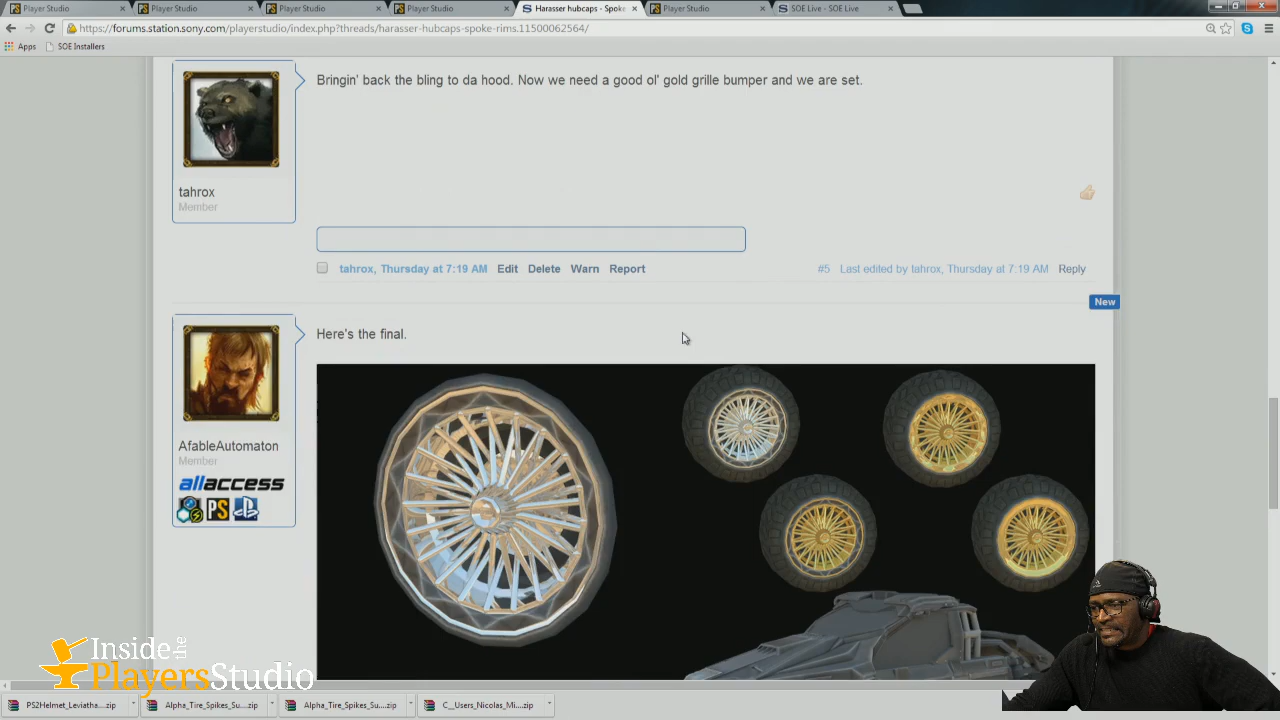 Player Studio
Player Studio
Player Studio
Player Studio
Harasser hubcaps - Spoke
Player Studio
SOE Live - SOE Live
https://forums.station.sony.com/playerstudio/index.php?threads/harasser-hubcaps-spoke-rims.11500062564/
Apps
SOE Installers
Bringin' back the bling to da hood. Now we need a good ol' gold grille bumper and we are set.
tahrox
Member
tahrox, Thursday at 7:19 AM Edit Delete Warn Report #5 Last edited by tahrox, Thursday at 7:19 AM Reply
New
Here's the final.
AfableAutomaton
Member
allaccess
PS
Inside the
PlayersStudio
PS2Helmet_Leviatha....zip
Alpha_Tire_Spikes_Su....zip
Alpha_Tire_Spikes_Su....zip
C__Users_Nicolas_Mi....zip